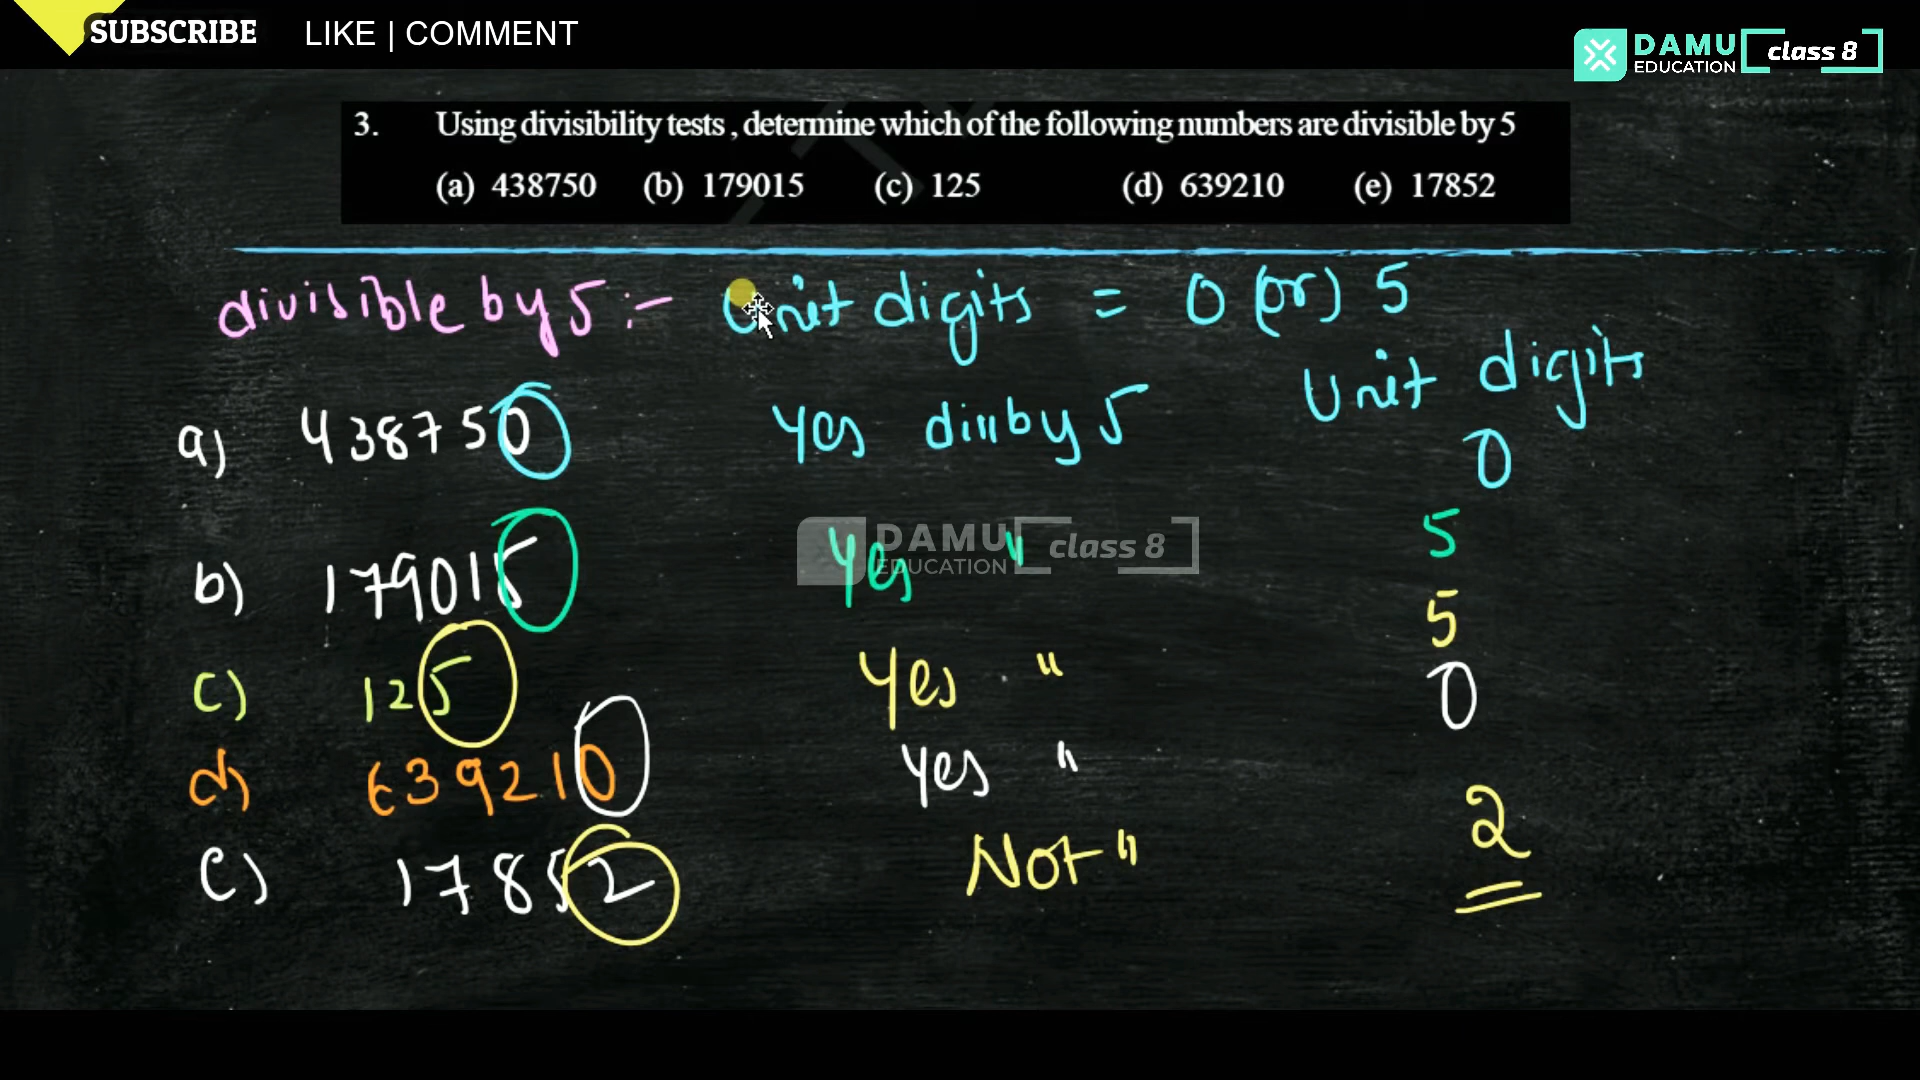 SUBSCRIBE LIKE | COMMENT
DAMU EDUCATION class 8
3. Using divisibility tests , determine which of the following numbers are divisible by 5
(a) 438750 (b) 179015 (c) 125 (d) 639210 (e) 17852
divisible by 5 :- Unit digits = 0 (or) 5
Unit digits
a) 438750 Yes by 5 0
b) 179015 Yes " 5
DAMU EDUCATION class 8
c) 125 Yes " 5
d) 639210 Yes " 0
e) 17852 Not " 2